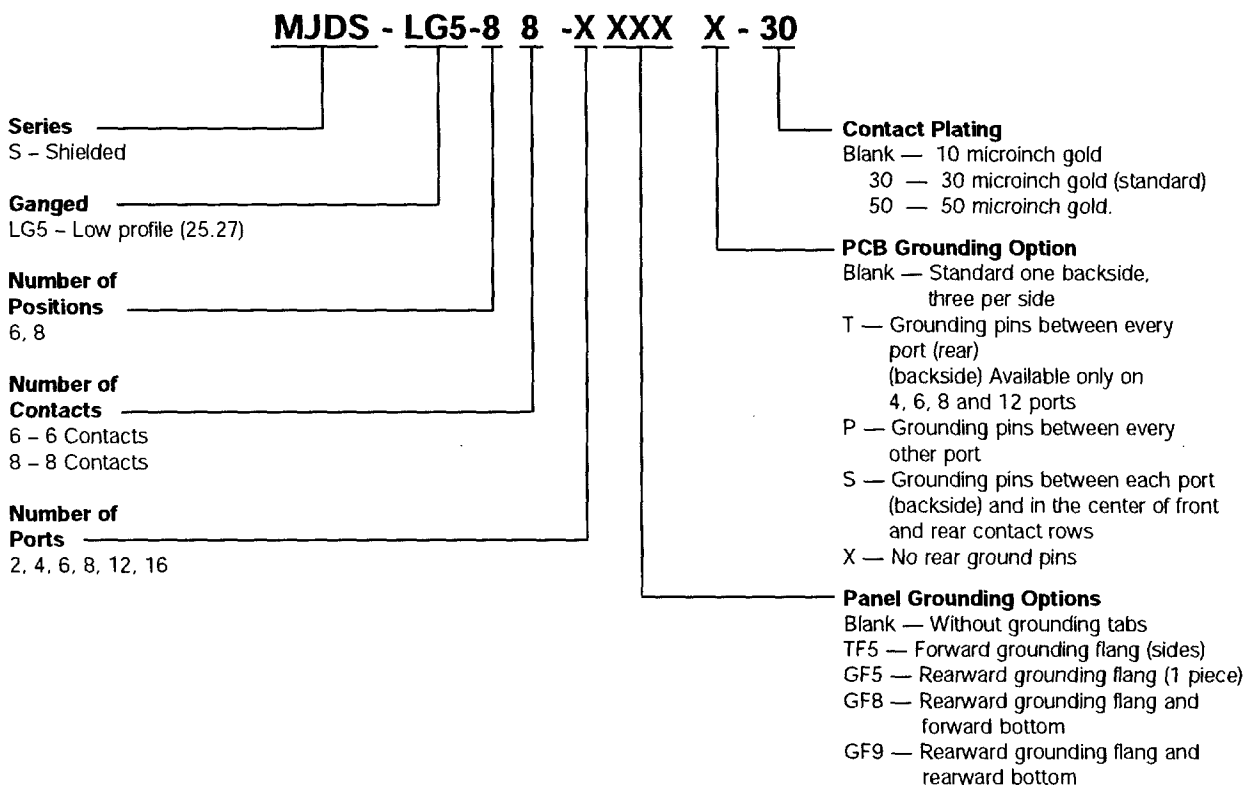 MJDS - LG5-8 8 -X XXX X - 30
Series
S – Shielded
Ganged
LG5 – Low profile (25.27)
Number of
Positions
6, 8
Number of
Contacts
6 – 6 Contacts
8 – 8 Contacts
Number of
Ports
2, 4, 6, 8, 12, 16
Contact Plating
Blank — 10 microinch gold
30 — 30 microinch gold (standard)
50 — 50 microinch gold.
PCB Grounding Option
Blank — Standard one backside,
three per side
T — Grounding pins between every
port (rear)
(backside) Available only on
4, 6, 8 and 12 ports
P — Grounding pins between every
other port
S — Grounding pins between each port
(backside) and in the center of front
and rear contact rows
X — No rear ground pins
Panel Grounding Options
Blank — Without grounding tabs
TF5 — Forward grounding flang (sides)
GF5 — Rearward grounding flang (1 piece)
GF8 — Rearward grounding flang and
forward bottom
GF9 — Rearward grounding flang and
rearward bottom